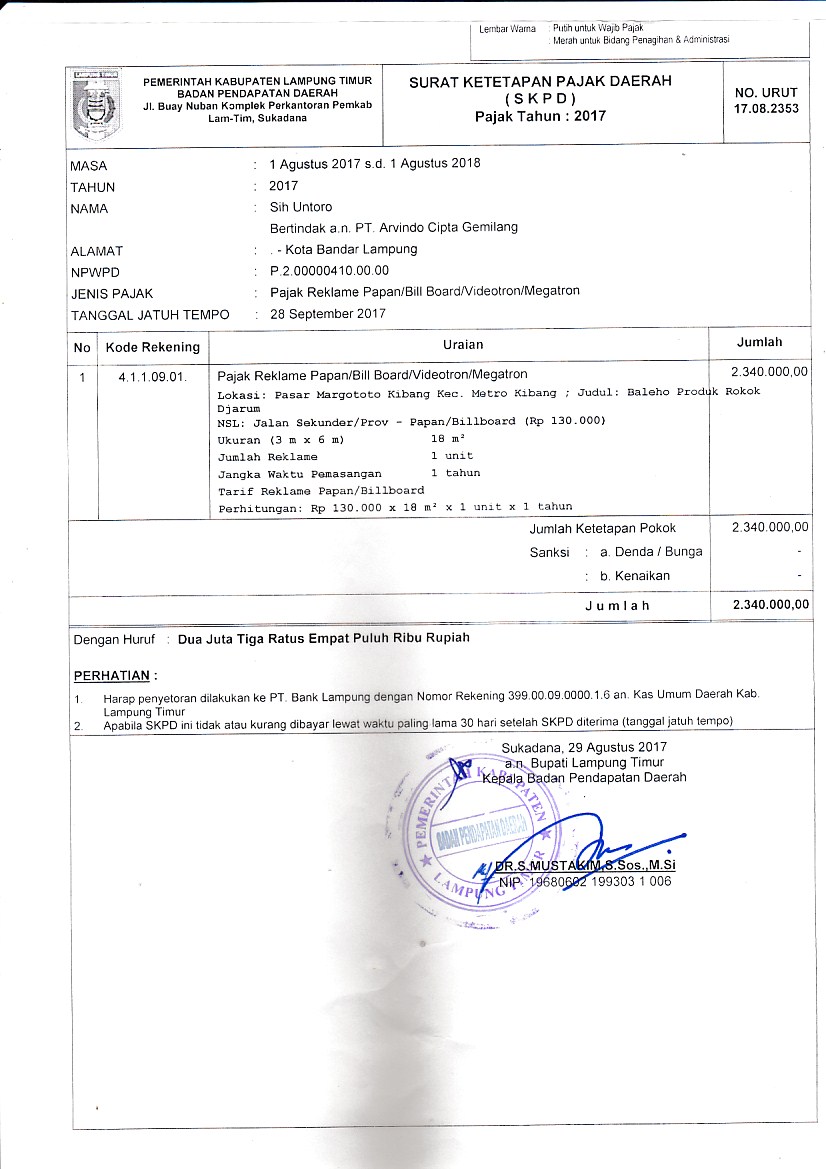 Lembar Warna : Putih untuk Wajib Pajak
: Merah untuk Bidang Penagihan & Administrasi
LAMPUNG TIMUR
PEMERINTAH KABUPATEN LAMPUNG TIMUR
BADAN PENDAPATAN DAERAH
Jl. Buay Nuban Komplek Perkantoran Pemkab
Lam-Tim, Sukadana
SURAT KETETAPAN PAJAK DAERAH
( S K P D )
Pajak Tahun : 2017
NO. URUT
17.08.2353
MASA : 1 Agustus 2017 s.d. 1 Agustus 2018
TAHUN : 2017
NAMA : Sih Untoro
Bertindak a.n. PT. Arvindo Cipta Gemilang
ALAMAT : . - Kota Bandar Lampung
NPWPD : P.2.00000410.00.00
JENIS PAJAK : Pajak Reklame Papan/Bill Board/Videotron/Megatron
TANGGAL JATUH TEMPO : 28 September 2017
No Kode Rekening Uraian Jumlah
1 4.1.1.09.01. Pajak Reklame Papan/Bill Board/Videotron/Megatron 2.340.000,00
Lokasi: Pasar Margototo Kibang Kec. Metro Kibang ; Judul: Baleho Produk Rokok
Djarum
NSL: Jalan Sekunder/Prov - Papan/Billboard (Rp 130.000)
Ukuran (3 m x 6 m) 18 m²
Jumlah Reklame 1 unit
Jangka Waktu Pemasangan 1 tahun
Tarif Reklame Papan/Billboard
Perhitungan: Rp 130.000 x 18 m² x 1 unit x 1 tahun
Jumlah Ketetapan Pokok 2.340.000,00
Sanksi : a. Denda / Bunga -
: b. Kenaikan -
J u m l a h 2.340.000,00
Dengan Huruf : Dua Juta Tiga Ratus Empat Puluh Ribu Rupiah
PERHATIAN :
1. Harap penyetoran dilakukan ke PT. Bank Lampung dengan Nomor Rekening 399.00.09.0000.1.6 an. Kas Umum Daerah Kab.
Lampung Timur
2. Apabila SKPD ini tidak atau kurang dibayar lewat waktu paling lama 30 hari setelah SKPD diterima (tanggal jatuh tempo)
Sukadana, 29 Agustus 2017
a.n. Bupati Lampung Timur
Kepala Badan Pendapatan Daerah
PEMERINTAH KABUPATEN
BADAN PENDAPATAN DAERAH
LAMPUNG TIMUR
DR.S.MUSTAKIM,S.Sos.,M.Si
NIP. 19680602 199303 1 006